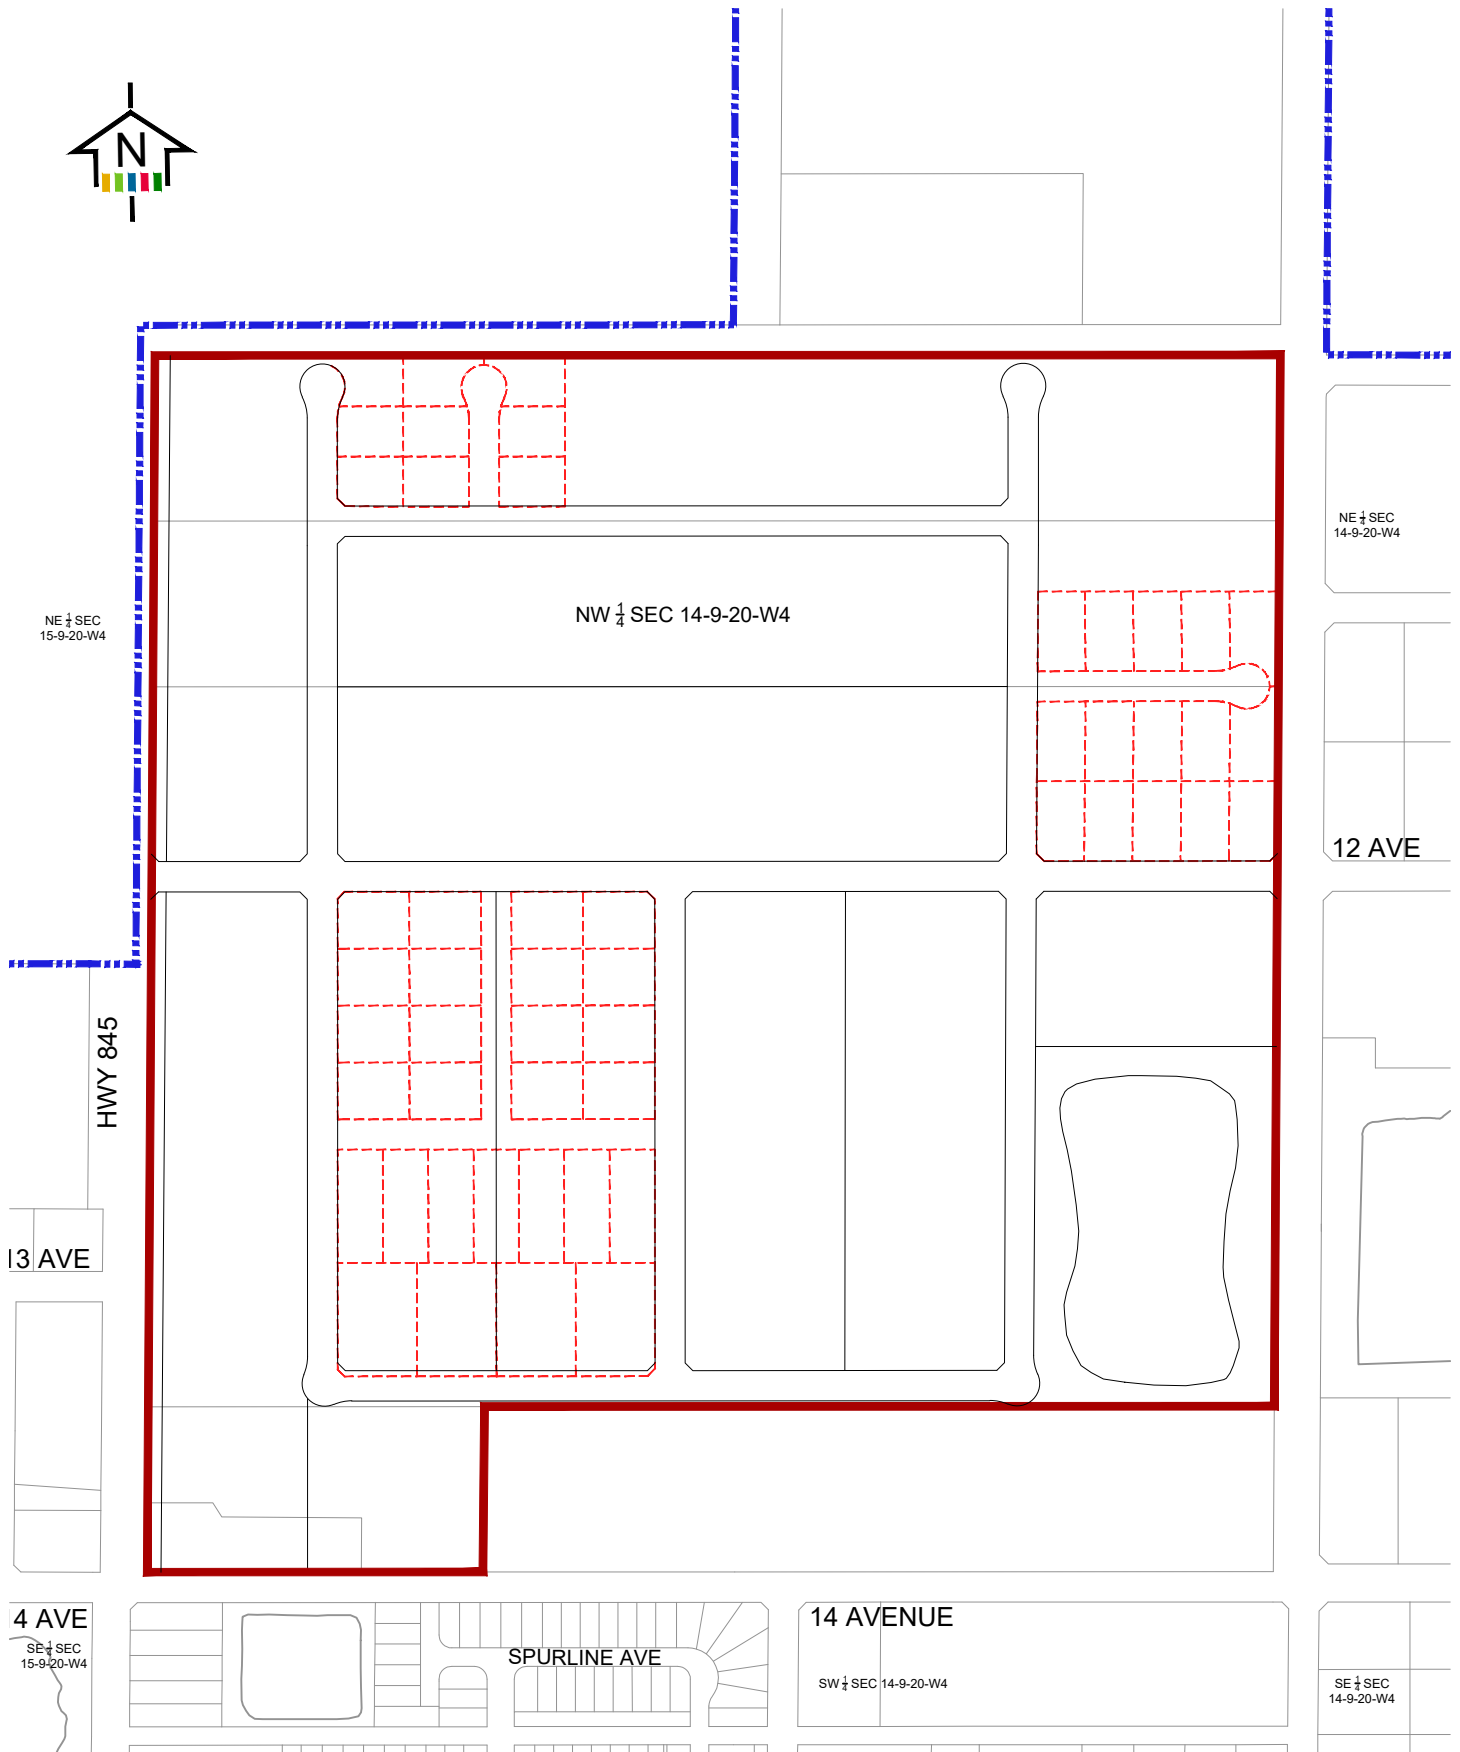 N
NE 1/4 SEC
14-9-20-W4
NW 1/4 SEC 14-9-20-W4
NE 1/4 SEC
15-9-20-W4
12 AVE
HWY 845
13 AVE
4 AVE
14 AVENUE
SE 1/4 SEC
15-9-20-W4
SPURLINE AVE
SW 1/4 SEC 14-9-20-W4
SE 1/4 SEC
14-9-20-W4